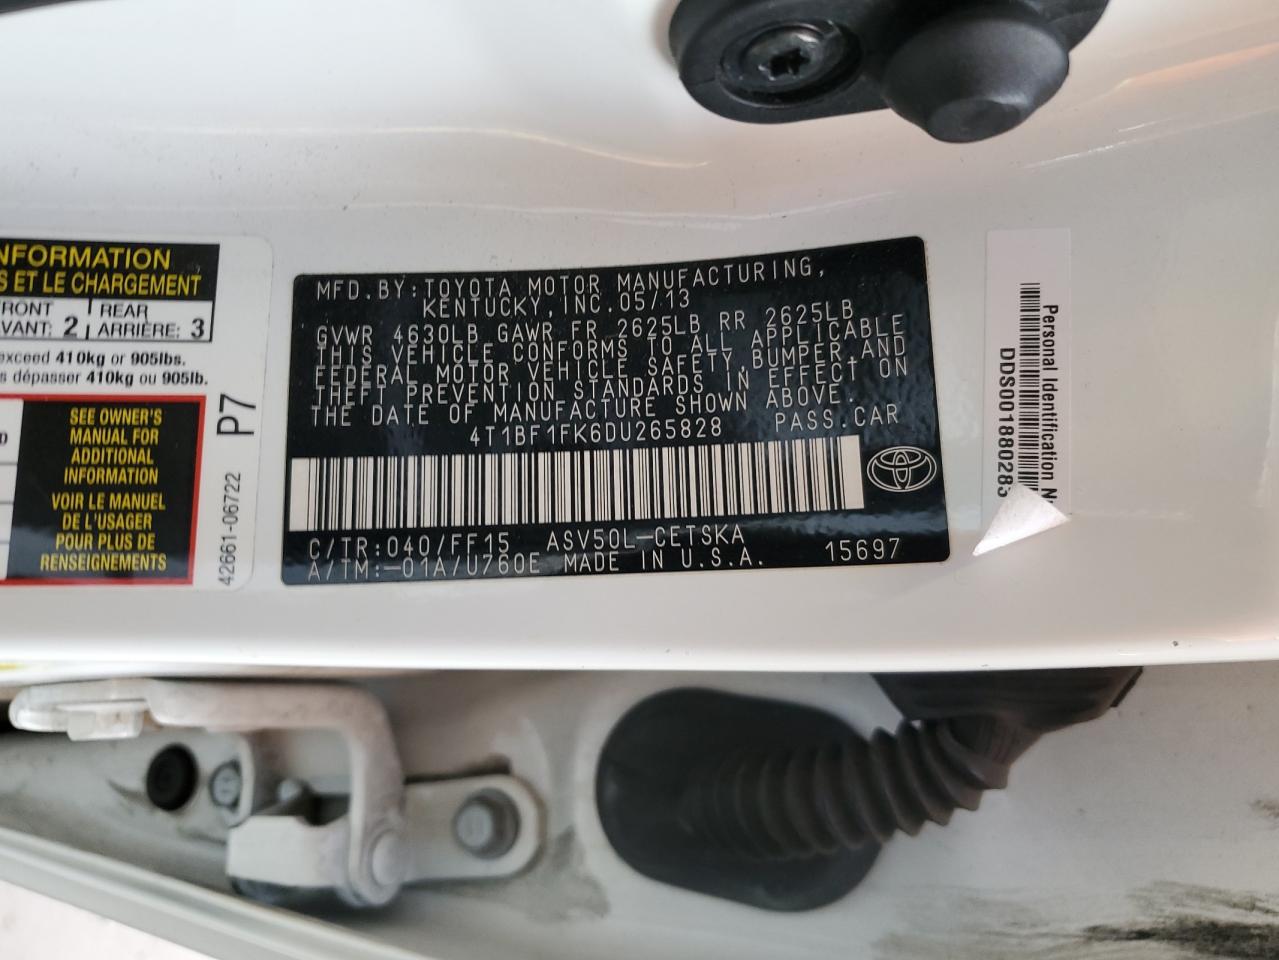 NFORMATION
S ET LE CHARGEMENT
FRONT
AVANT: 2
REAR
ARRIÈRE: 3
exceed 410kg or 905lbs.
s dépasser 410kg ou 905lb.
SEE OWNER'S
MANUAL FOR
ADDITIONAL
INFORMATION
VOIR LE MANUEL
DE L'USAGER
POUR PLUS DE
RENSEIGNEMENTS
P7
42661-06722
MFD.BY:TOYOTA MOTOR MANUFACTURING,
KENTUCKY,INC.05/13
GVWR 4630LB GAWR FR 2625LB RR 2625LB
THIS VEHICLE CONFORMS TO ALL APPLICABLE
FEDERAL MOTOR VEHICLE SAFETY,BUMPER,AND
THEFT PREVENTION STANDARDS IN EFFECT ON
THE DATE OF MANUFACTURE SHOWN ABOVE.
4T1BF1FK6DU265828 PASS.CAR
C/TR:040/FF15 ASV50L-CETSKA
A/TM:-01A/U760E MADE IN U.S.A. 15697
Personal Identification N
DDS00188028